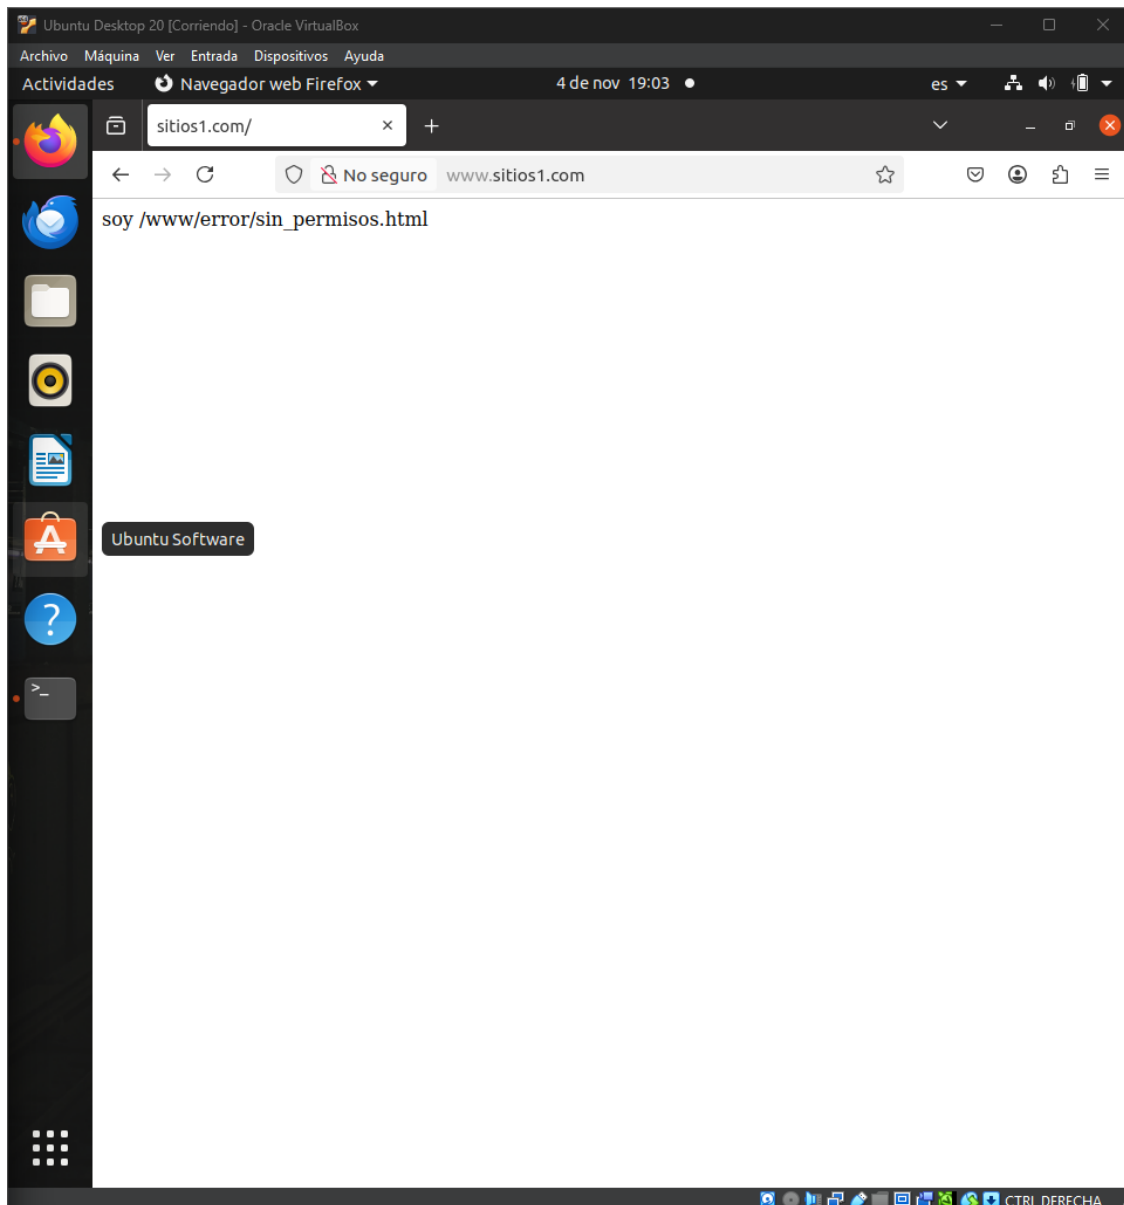 Ubuntu Desktop 20 [Corriendo] - Oracle VirtualBox
Archivo Máquina Ver Entrada Dispositivos Ayuda
Actividades Navegador web Firefox 4 de nov 19:03 es
sitios1.com/
No seguro www.sitios1.com
soy /www/error/sin_permisos.html
Ubuntu Software
CTRL DERECHA